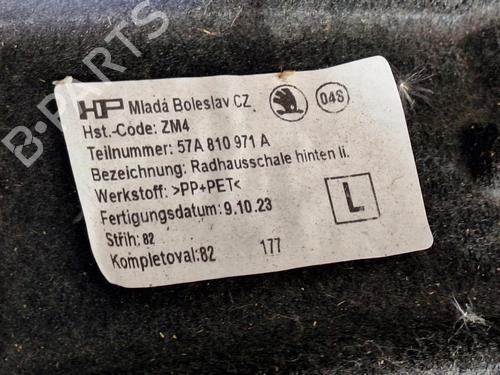 HP Mladá Boleslav CZ 04S
Hst.-Code: ZM4
Teilnummer: 57A 810 971 A
Bezeichnung: Radhausschale hinten li.
Werkstoff: >PP+PET<
Fertigungsdatum: 9.10.23
L
Střih: 82
Kompletoval:82 177
B-PARTS